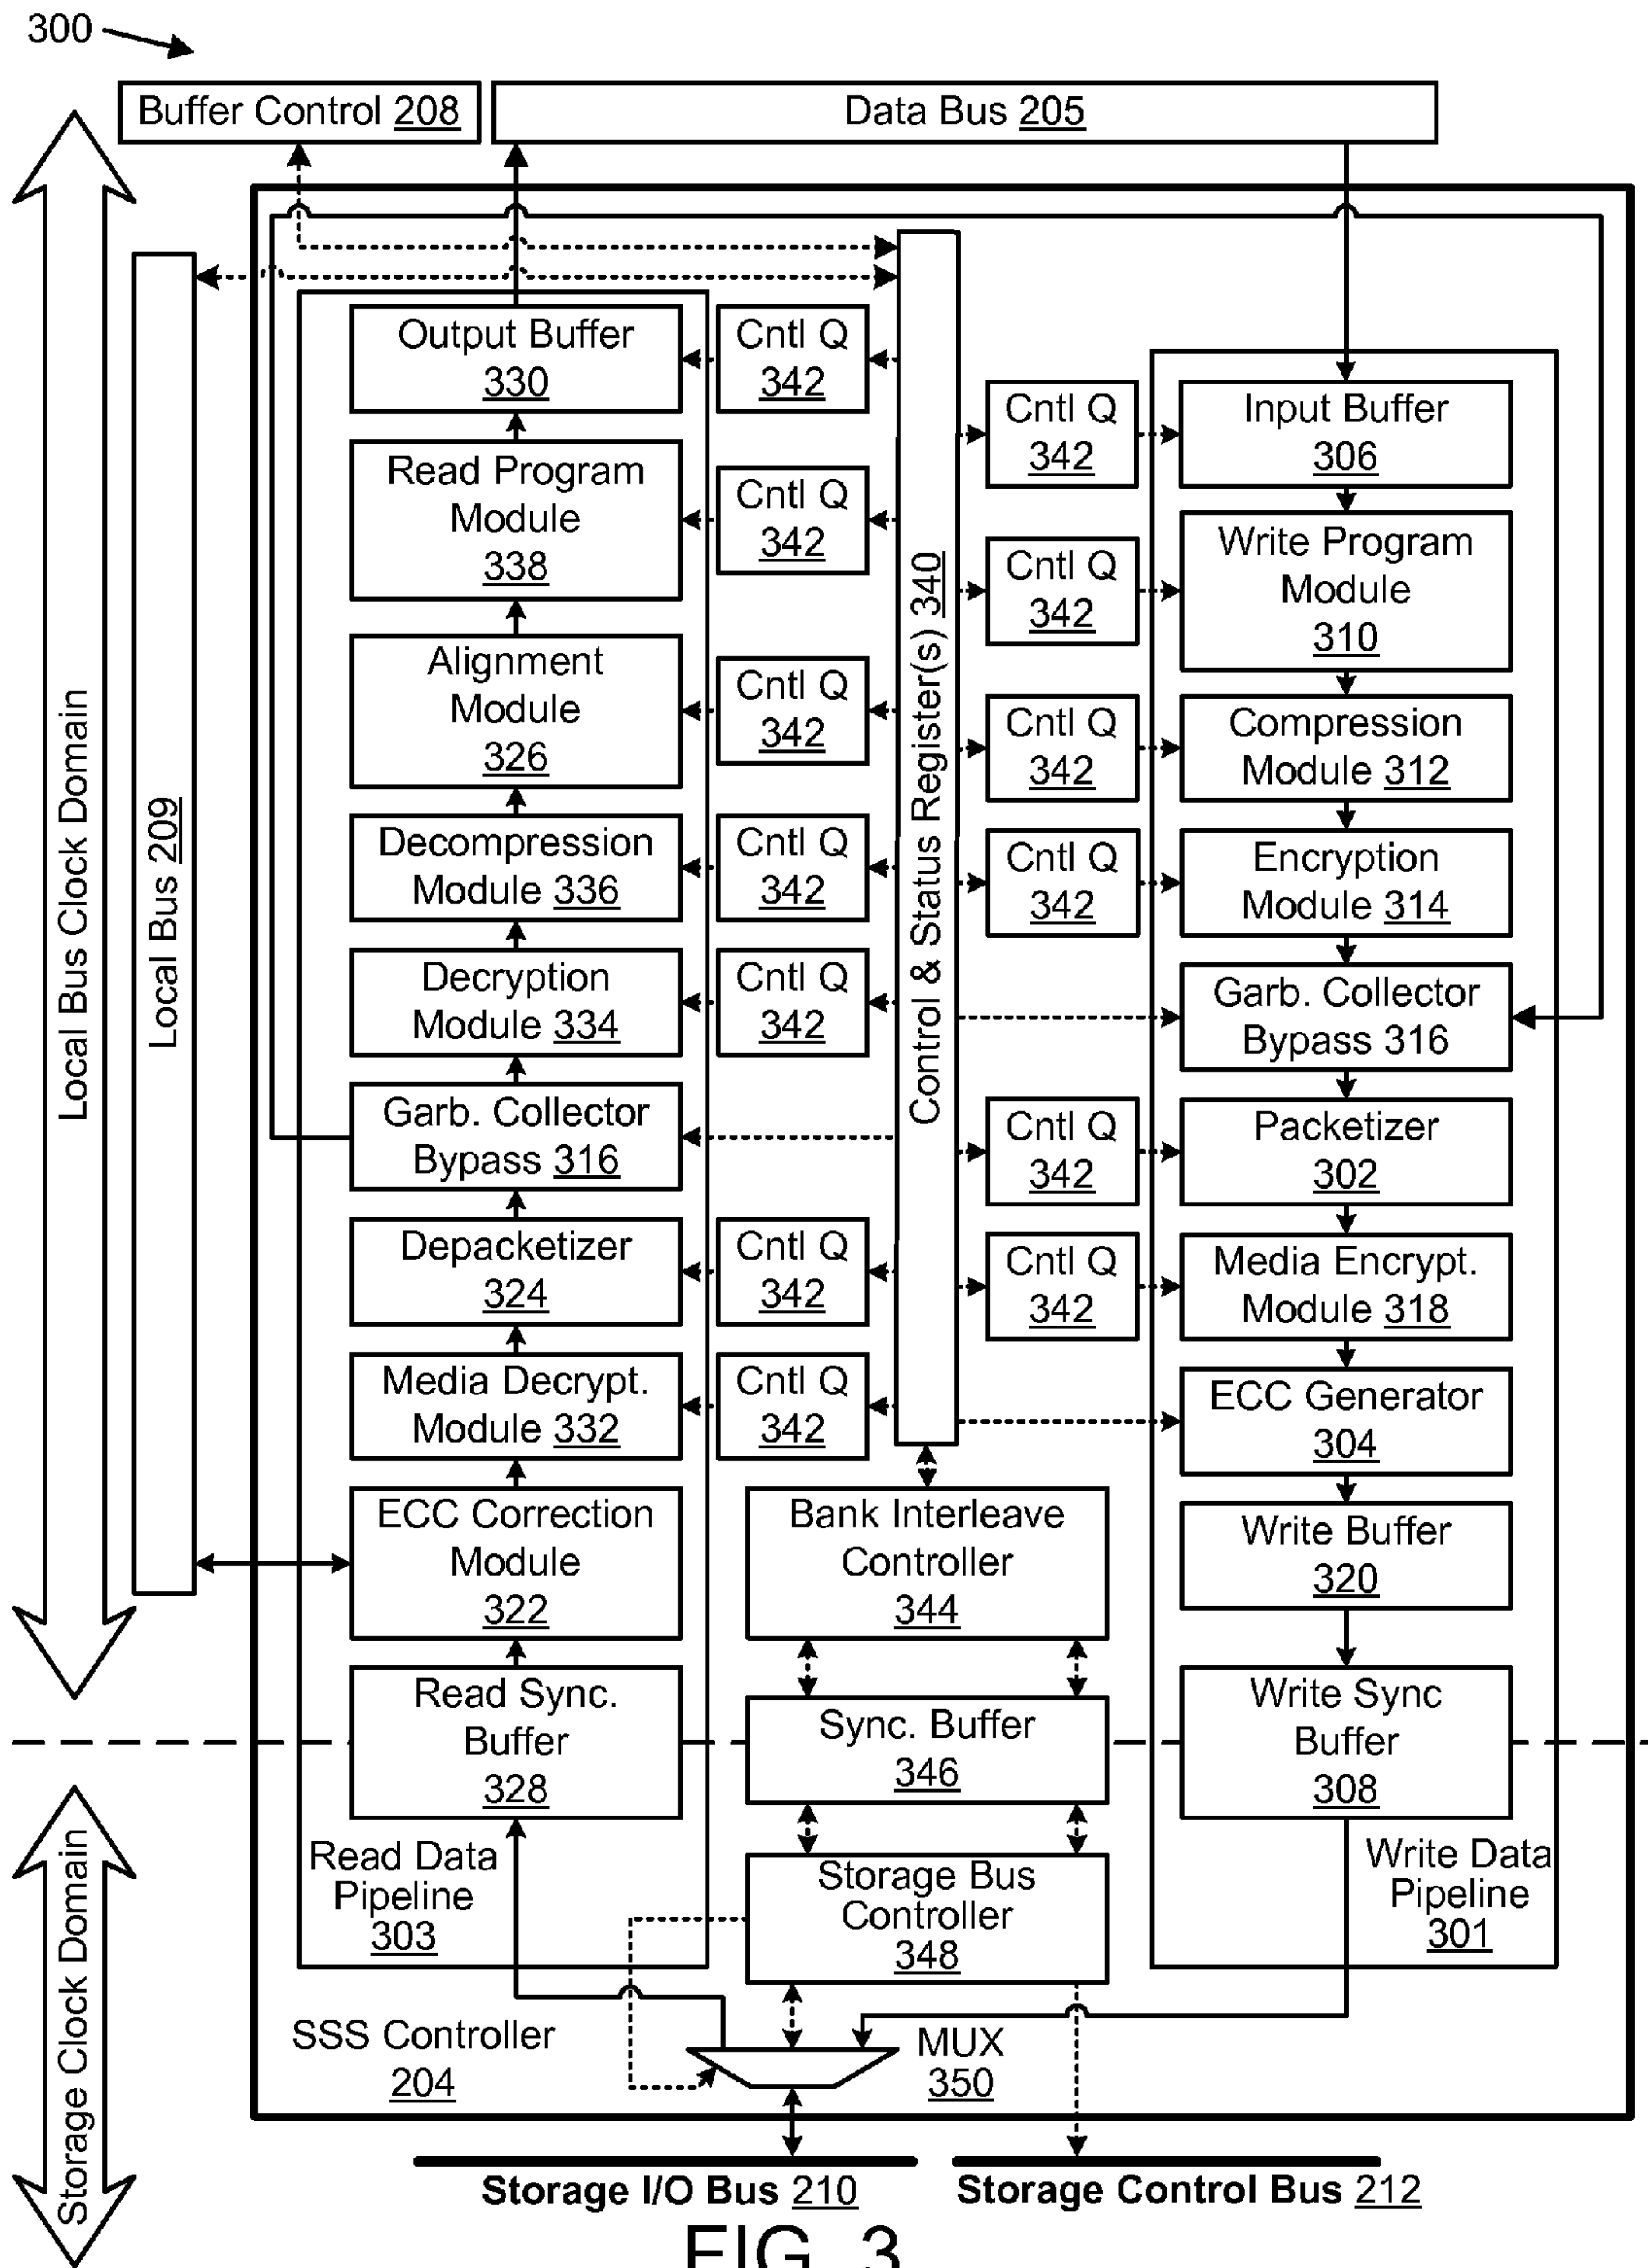 300
Buffer Control 208
Data Bus 205
Local Bus Clock Domain
Local Bus 209
Output Buffer
330
Cntl Q
342
Read Program
Module
338
Cntl Q
342
Alignment
Module
326
Cntl Q
342
Decompression
Module 336
Cntl Q
342
Decryption
Module 334
Cntl Q
342
Garb. Collector
Bypass 316
Depacketizer
324
Cntl Q
342
Media Decrypt.
Module 332
Cntl Q
342
ECC Correction
Module
322
Read Sync.
Buffer
328
Read Data
Pipeline
303
Control & Status Register(s) 340
Bank Interleave
Controller
344
Sync. Buffer
346
Storage Bus
Controller
348
Cntl Q
342
Input Buffer
306
Cntl Q
342
Write Program
Module
310
Cntl Q
342
Compression
Module 312
Cntl Q
342
Encryption
Module 314
Garb. Collector
Bypass 316
Cntl Q
342
Packetizer
302
Cntl Q
342
Media Encrypt.
Module 318
ECC Generator
304
Write Buffer
320
Write Sync
Buffer
308
Write Data
Pipeline
301
Storage Clock Domain
SSS Controller
204
MUX
350
Storage I/O Bus 210
Storage Control Bus 212
FIG. 3